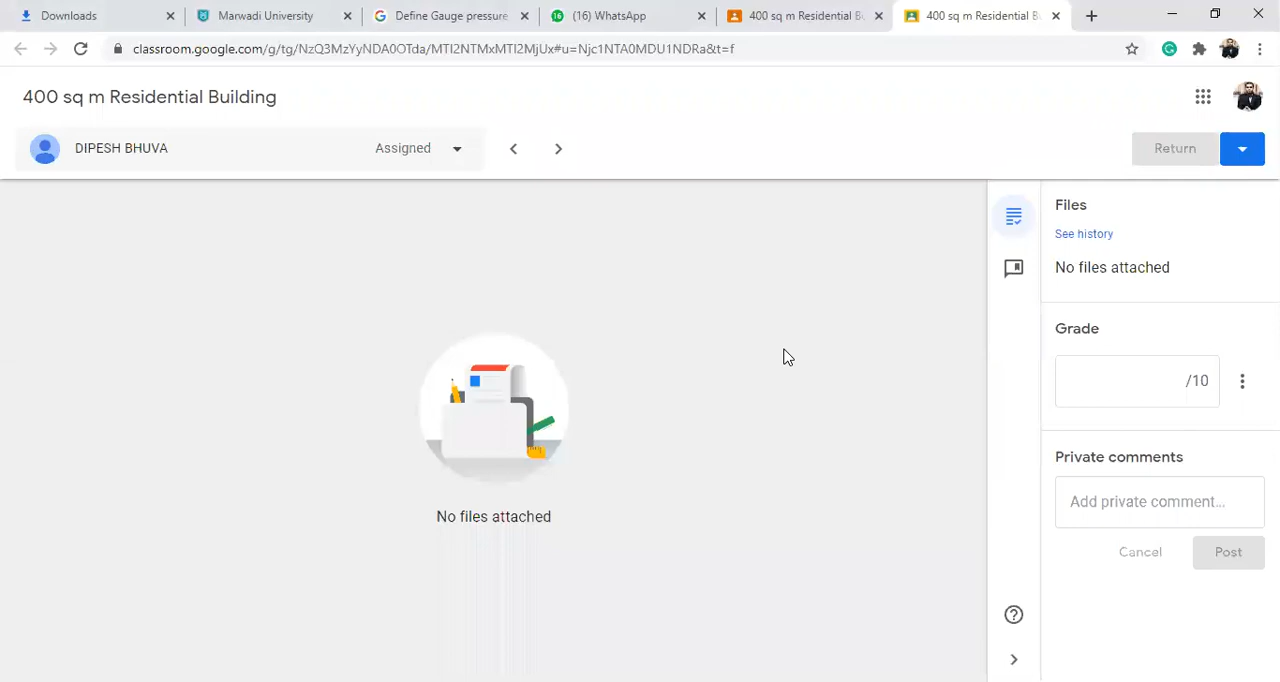 Downloads
Marwadi University
Define Gauge pressure
(16) WhatsApp
400 sq m Residential Bu
400 sq m Residential B
classroom.google.com/g/tg/NzQ3MzYyNDA0OTda/MTI2NTMxMTI2MjUx#u=Njc1NTA0MDU1NDRa&t=f
400 sq m Residential Building
DIPESH BHUVA
Assigned
Return
Files
See history
No files attached
Grade
/10
Private comments
Add private comment...
Cancel
Post
No files attached